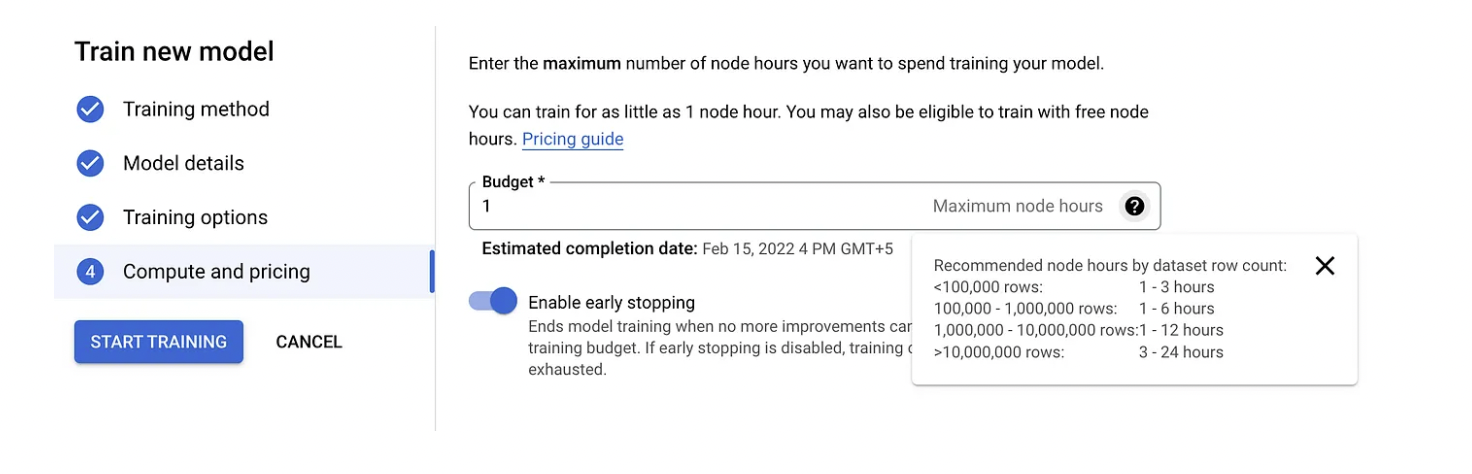 Train new model
Training method
Model details
Training options
4 Compute and pricing
START TRAINING CANCEL
Enter the maximum number of node hours you want to spend training your model.
You can train for as little as 1 node hour. You may also be eligible to train with free node
hours. Pricing guide
Budget *
1 Maximum node hours ?
Estimated completion date: Feb 15, 2022 4 PM GMT+5
Enable early stopping
Ends model training when no more improvements
training budget. If early stopping is disabled, training
exhausted.
Recommended node hours by dataset row count:
<100,000 rows: 1 - 3 hours
100,000 - 1,000,000 rows: 1 - 6 hours
1,000,000 - 10,000,000 rows:1 - 12 hours
>10,000,000 rows: 3 - 24 hours